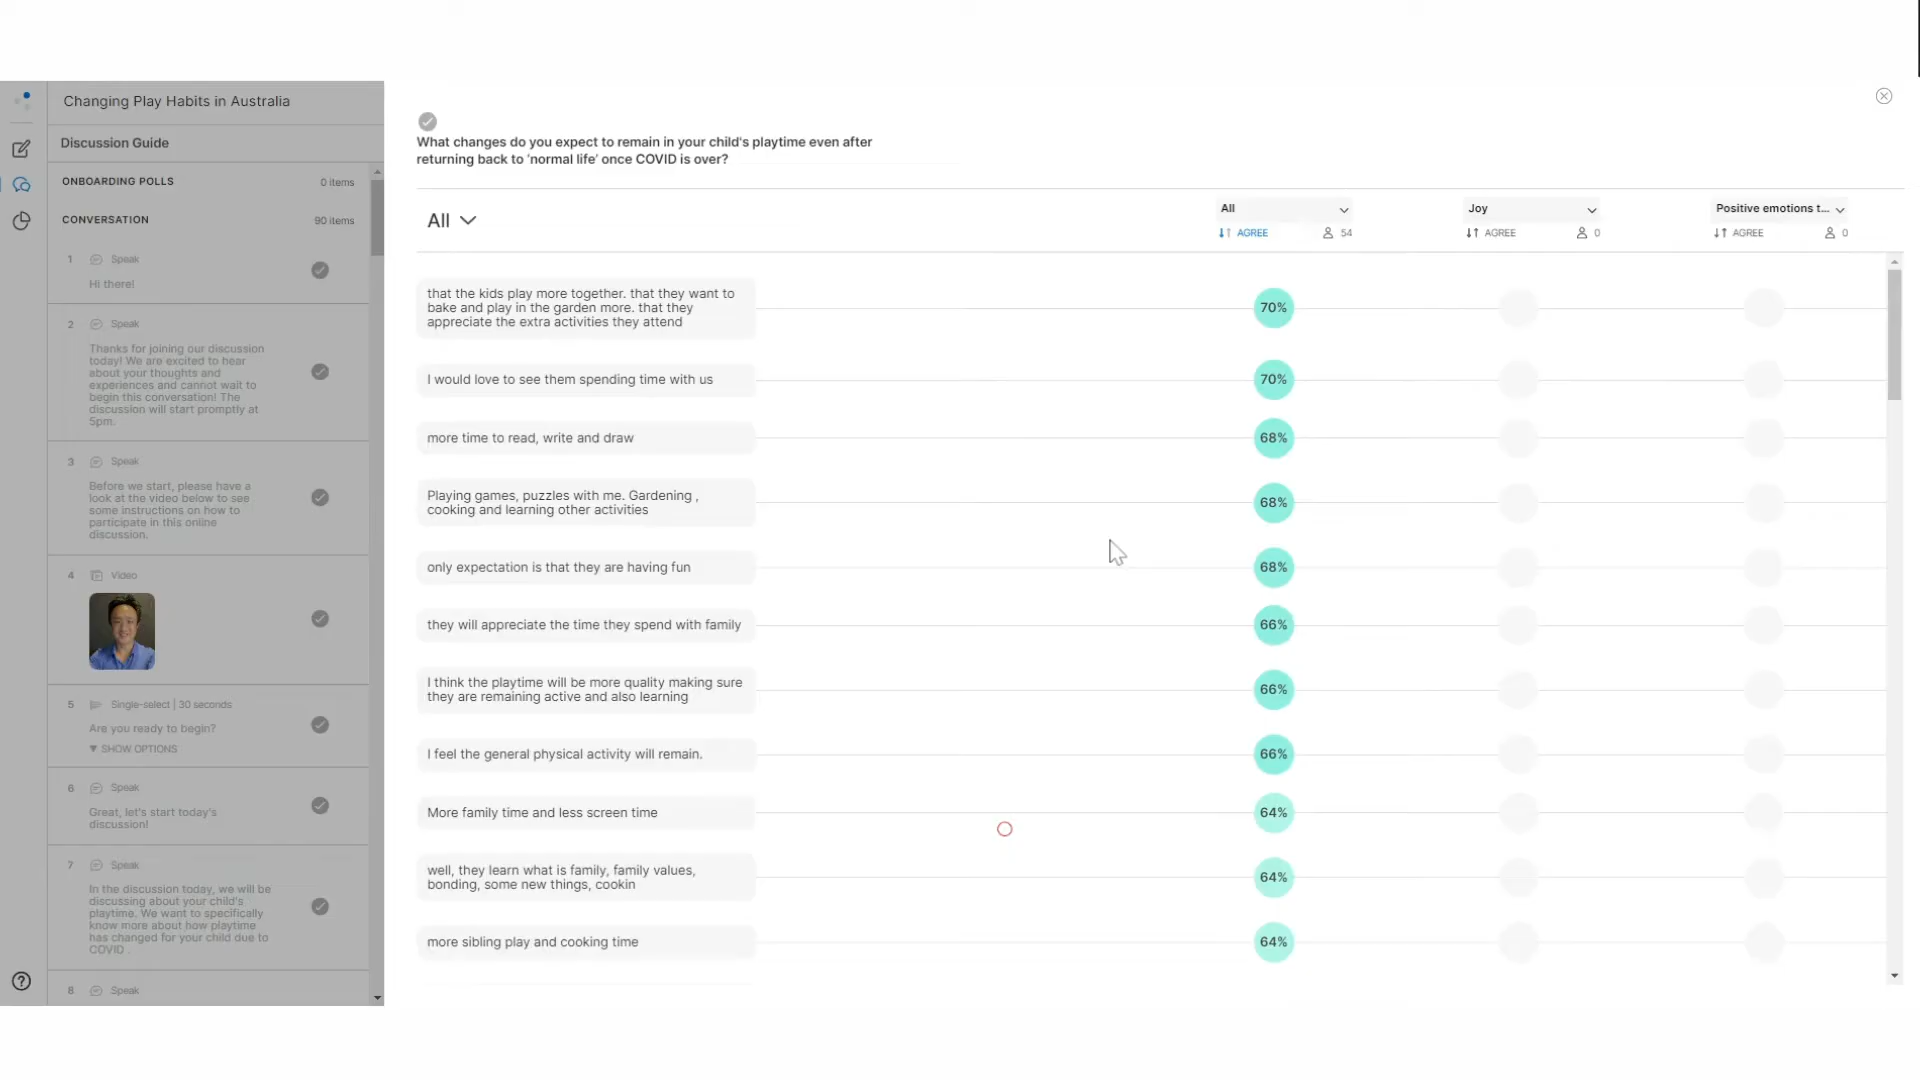 Changing Play Habits in Australia
Discussion Guide
ONBOARDING POLLS
0 items
CONVERSATION
90 items
1 Speak
Hi there!
2 Speak
Thanks for joining our discussion
today! We are excited to hear
about your thoughts and
experiences and cannot wait to
begin this conversation! The
discussion will start promptly at
5pm.
3 Speak
Before we start, please have a
look at the video below to see
some instructions on how to
participate in this online
discussion.
4 Video
5 Single-select | 30 seconds
Are you ready to begin?
▼ SHOW OPTIONS
6 Speak
Great, let's start today's
discussion!
7 Speak
In the discussion today, we will be
discussing about your child's
playtime. We want to specifically
know more about how playtime
has changed for your child due to
COVID .
8 Speak
What changes do you expect to remain in your child's playtime even after
returning back to 'normal life' once COVID is over?
All
All
AGREE 54
Joy
AGREE 0
Positive emotions t...
AGREE 0
that the kids play more together. that they want to
bake and play in the garden more. that they
appreciate the extra activities they attend
70%
I would love to see them spending time with us
70%
more time to read, write and draw
68%
Playing games, puzzles with me. Gardening ,
cooking and learning other activities
68%
only expectation is that they are having fun
68%
they will appreciate the time they spend with family
66%
I think the playtime will be more quality making sure
they are remaining active and also learning
66%
I feel the general physical activity will remain.
66%
More family time and less screen time
64%
well, they learn what is family, family values,
bonding, some new things, cookin
64%
more sibling play and cooking time
64%